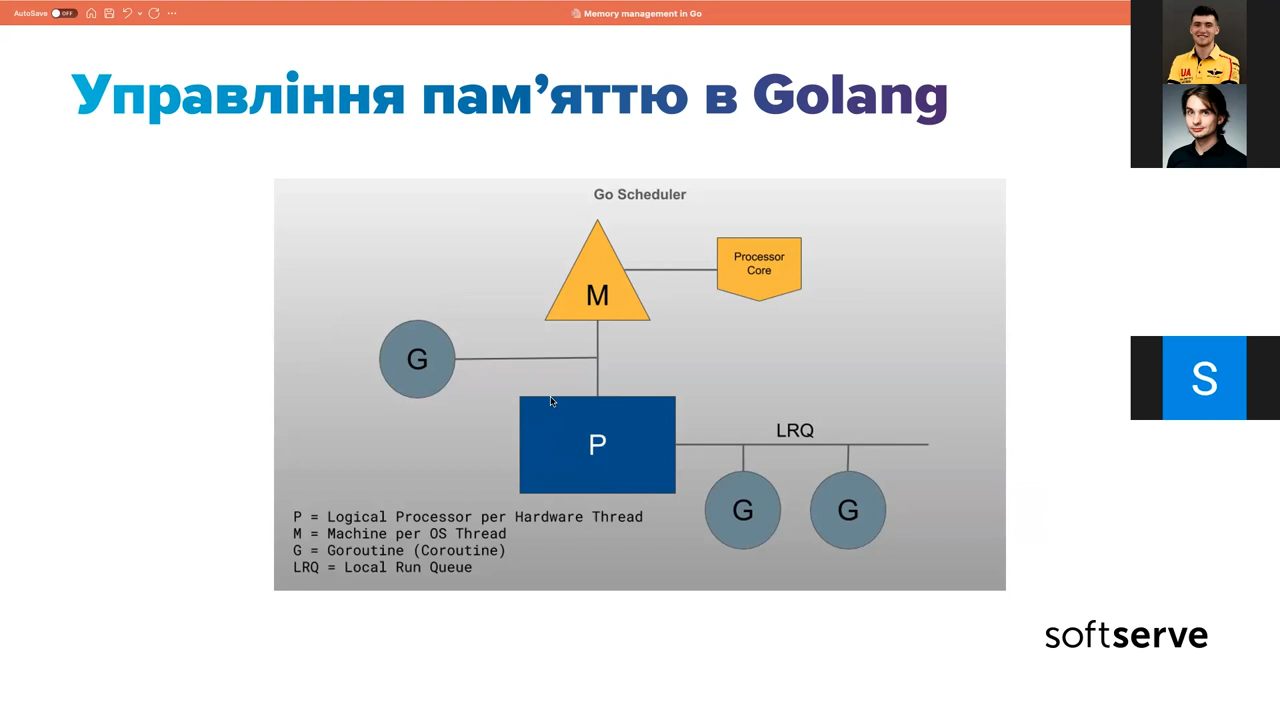 AutoSave OFF
Memory management in Go
Управління пам’яттю в Golang
Go Scheduler
M
Processor
Core
G
P
LRQ
G G
P = Logical Processor per Hardware Thread
M = Machine per OS Thread
G = Goroutine (Coroutine)
LRQ = Local Run Queue
UA
S
softserve